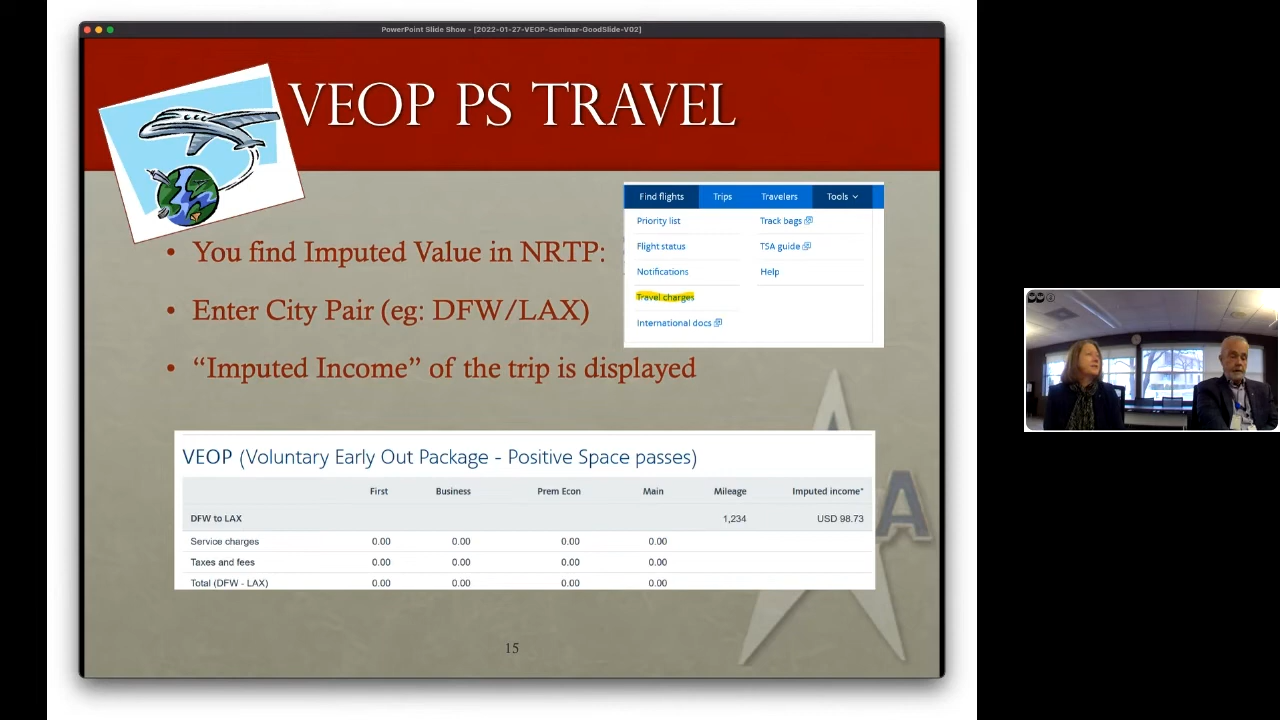 PowerPoint Slide Show - [2022-01-27-VEOP-Seminar-GoodSlide-V02]
VEOP PS TRAVEL
Find flights Trips Travelers Tools
Priority list Track bags
Flight status TSA guide
Notifications Help
Travel charges
International docs
• You find Imputed Value in NRTP:
• Enter City Pair (eg: DFW/LAX)
• “Imputed Income” of the trip is displayed
VEOP (Voluntary Early Out Package - Positive Space passes)
First Business Prem Econ Main Mileage Imputed income*
DFW to LAX 1,234 USD 98.73
Service charges 0.00 0.00 0.00 0.00
Taxes and fees 0.00 0.00 0.00 0.00
Total (DFW - LAX) 0.00 0.00 0.00 0.00
A
15